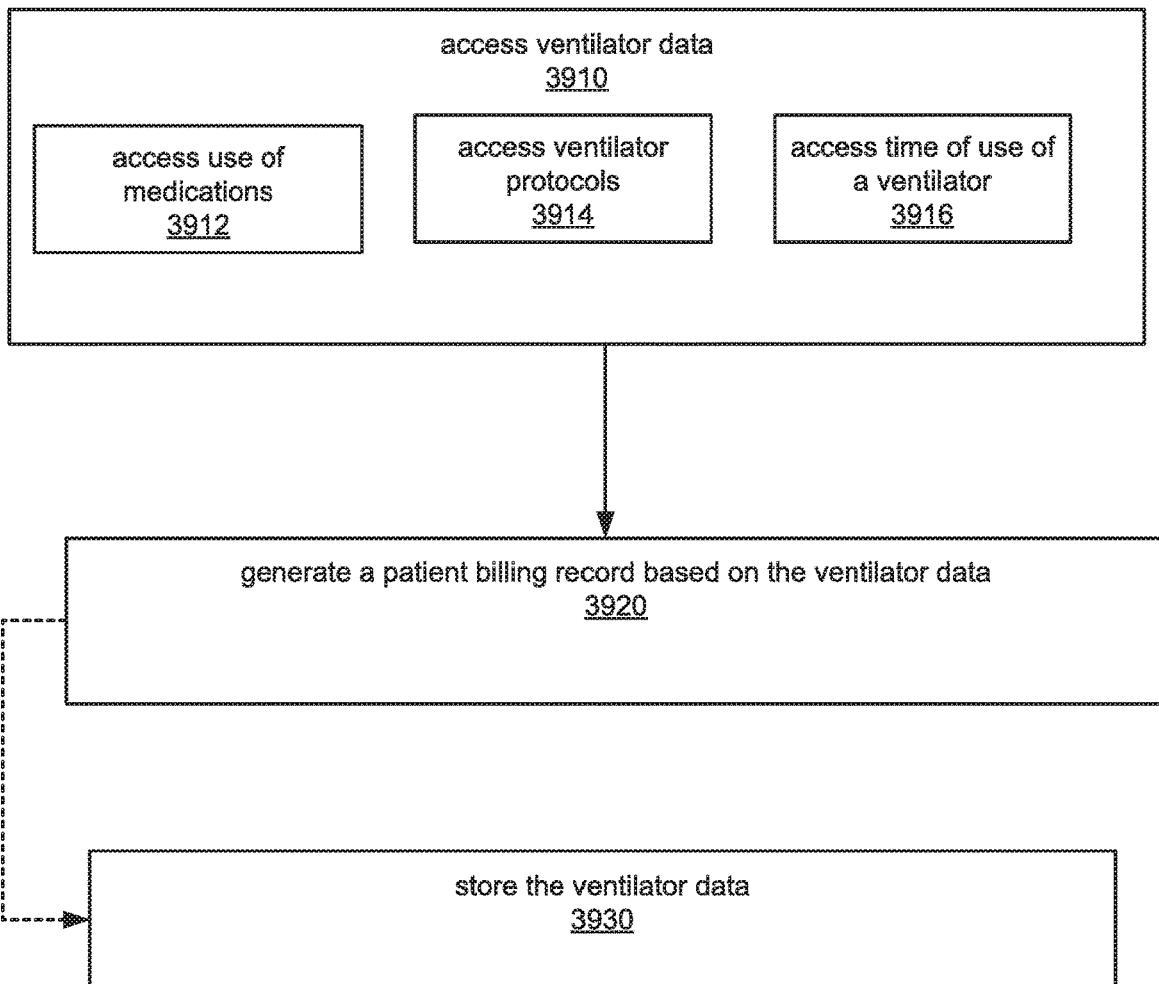 access ventilator data
3910
access use of
medications
3912
access ventilator
protocols
3914
access time of use of
a ventilator
3916
generate a patient billing record based on the ventilator data
3920
store the ventilator data
3930